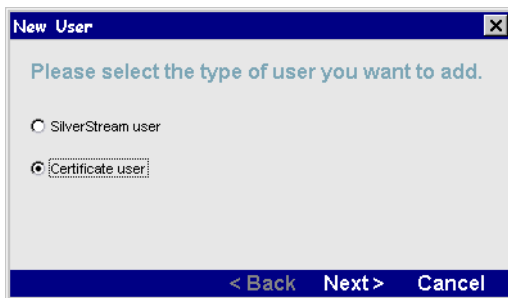 New User
Please select the type of user you want to add.
SilverStream user
Certificate user
< Back Next > Cancel